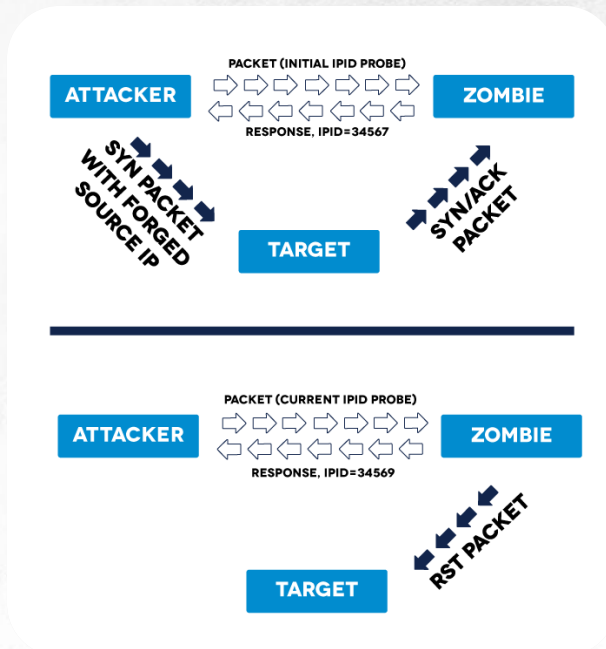 PACKET (INITIAL IPID PROBE)
ATTACKER
ZOMBIE
RESPONSE, IPID=34567
SYN PACKET
WITH FORGED
SOURCE IP
SYN/ACK
PACKET
TARGET
PACKET (CURRENT IPID PROBE)
ATTACKER
ZOMBIE
RESPONSE, IPID=34569
RST PACKET
TARGET